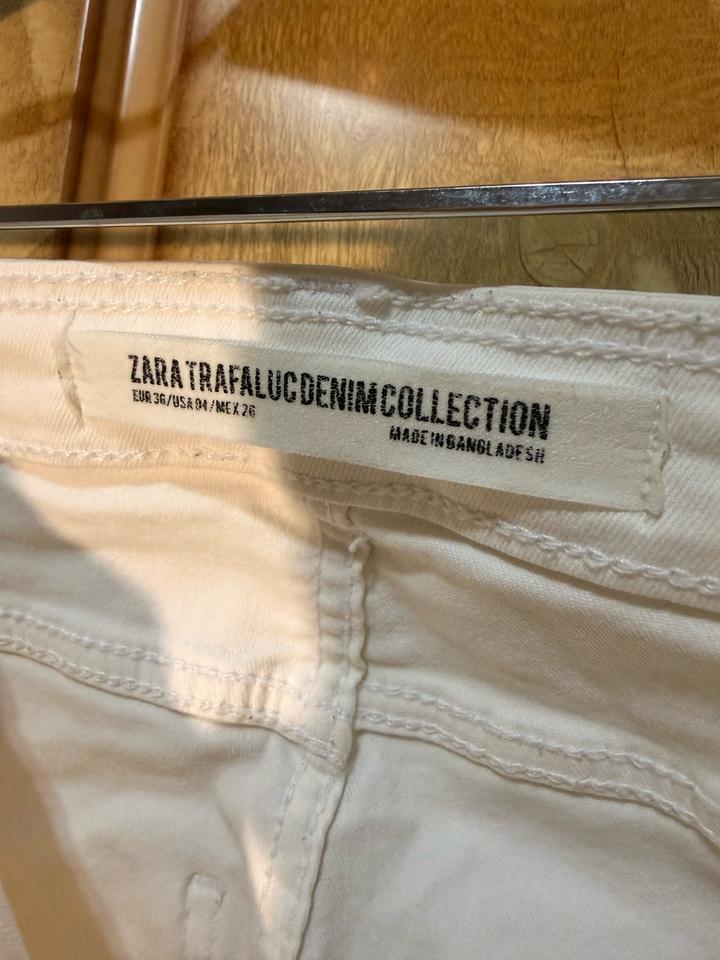 ZARA TRAFALUC DENIM COLLECTION
EUR 36/USA 04/MEX 26
MADE IN BANGLADESH